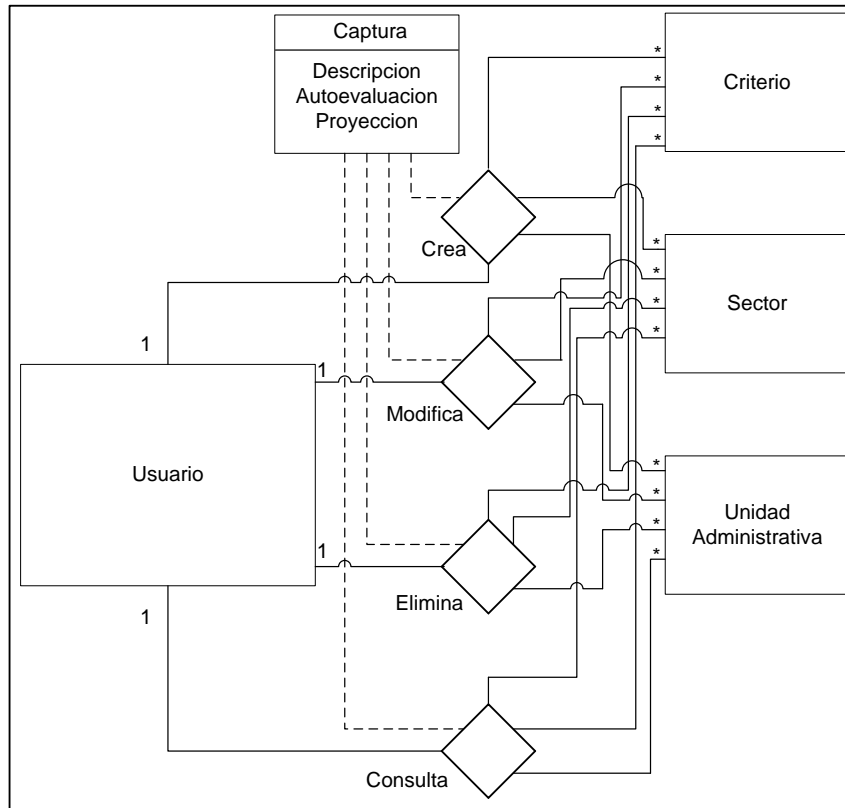 Captura
Descripcion
Autoevaluacion
Proyeccion
*
*
*
*
Criterio
Crea
*
*
*
*
Sector
1
1
Modifica
Usuario
*
*
*
*
Unidad
Administrativa
1
Elimina
1
Consulta